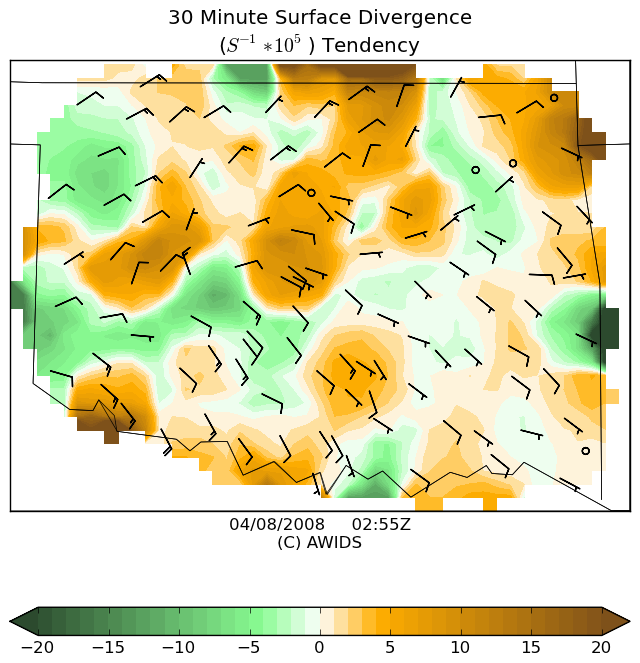 30 Minute Surface Divergence
(S⁻¹ * 10⁵ ) Tendency
04/08/2008 02:55Z
(C) AWIDS
−20 −15 −10 −5 0 5 10 15 20